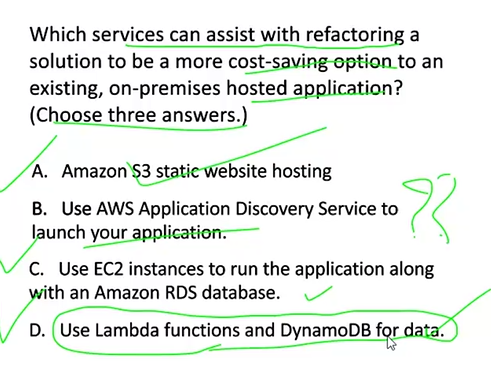 Which services can assist with refactoring a
solution to be a more cost-saving option to an
existing, on-premises hosted application?
(Choose three answers.)
A. Amazon S3 static website hosting
B. Use AWS Application Discovery Service to
launch your application.
??
C. Use EC2 instances to run the application along
with an Amazon RDS database.
D. Use Lambda functions and DynamoDB for data.